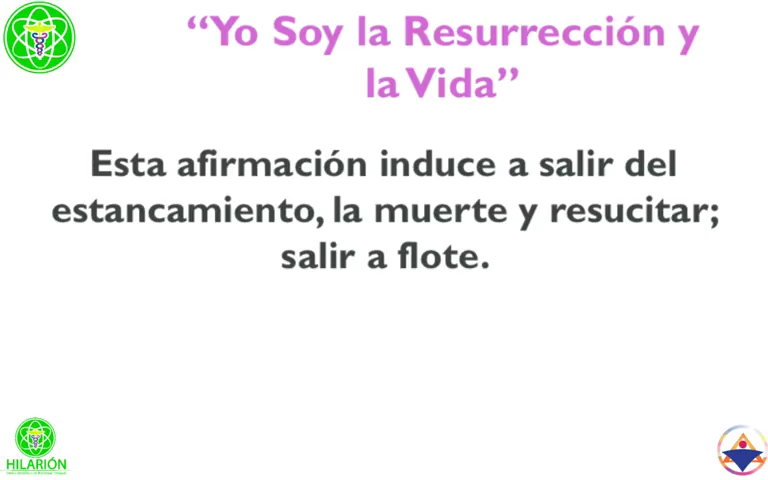 “Yo Soy la Resurrección y
la Vida”
Esta afirmación induce a salir del
estancamiento, la muerte y resucitar;
salir a flote.
HILARIÓN